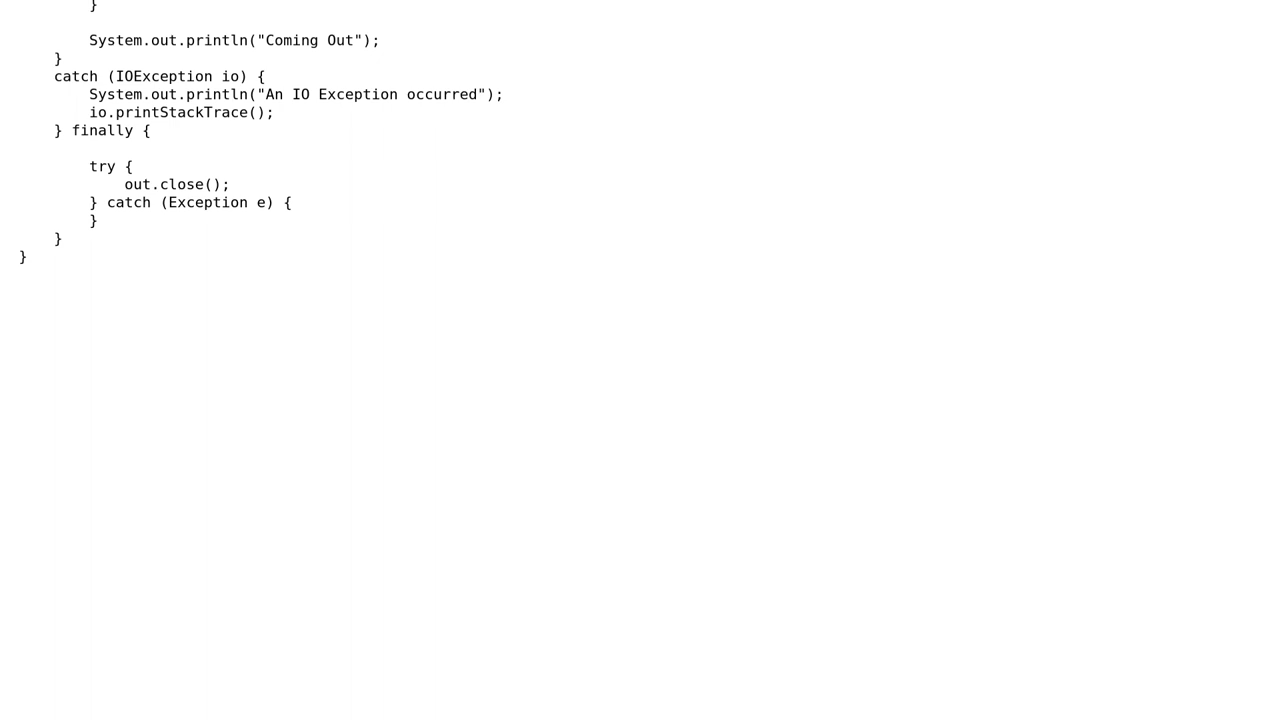 }

        System.out.println("Coming Out");
    }
    catch (IOException io) {
        System.out.println("An IO Exception occurred");
        io.printStackTrace();
    } finally {

        try {
            out.close();
        } catch (Exception e) {
        }
    }
}